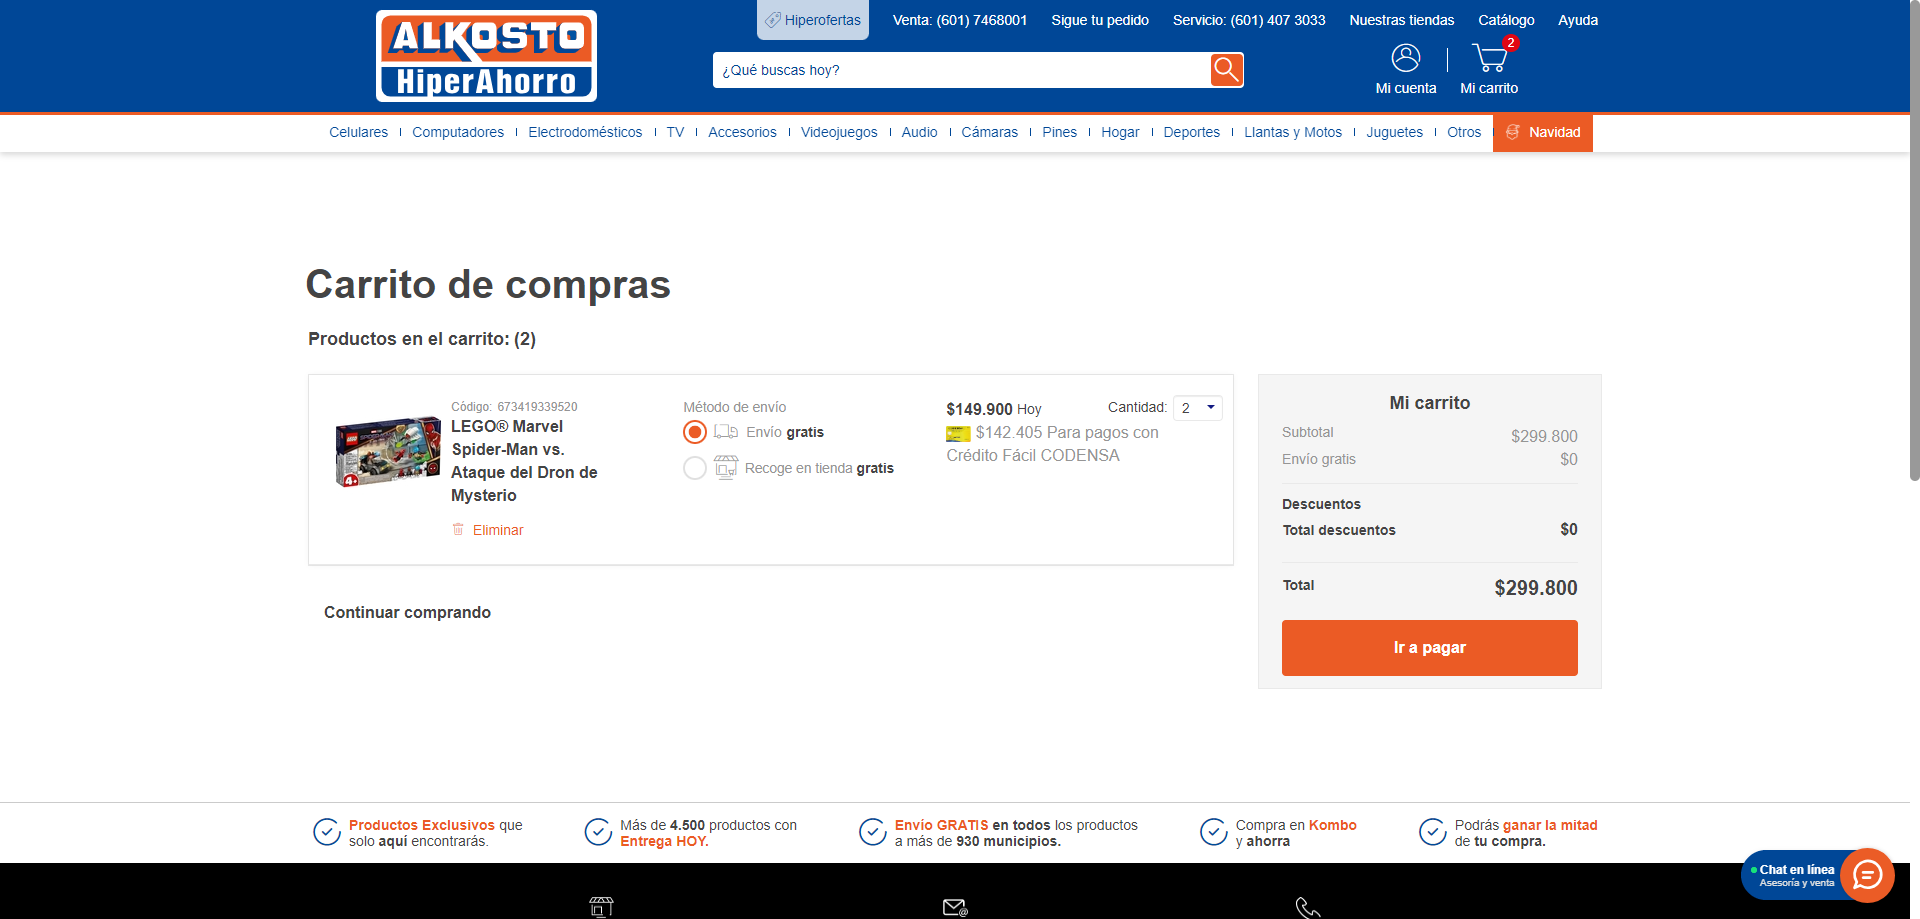 ALKOSTO
HiperAhorro
Hiperofertas
Venta: (601) 7468001
Sigue tu pedido
Servicio: (601) 407 3033
Nuestras tiendas
Catálogo
Ayuda
¿Qué buscas hoy?
Mi cuenta
2
Mi carrito
Celulares
Computadores
Electrodomésticos
TV
Accesorios
Videojuegos
Audio
Cámaras
Pines
Hogar
Deportes
Llantas y Motos
Juguetes
Otros
Navidad
Carrito de compras
Productos en el carrito: (2)
Código: 673419339520
LEGO® Marvel
Spider-Man vs.
Ataque del Dron de
Mysterio
Eliminar
Método de envío
Envío gratis
Recoge en tienda gratis
$149.900 Hoy
$142.405 Para pagos con
Crédito Fácil CODENSA
Cantidad: 2
Continuar comprando
Mi carrito
Subtotal $299.800
Envío gratis $0
Descuentos
Total descuentos $0
Total $299.800
Ir a pagar
Productos Exclusivos que
solo aquí encontrarás.
Más de 4.500 productos con
Entrega HOY.
Envío GRATIS en todos los productos
a más de 930 municipios.
Compra en Kombo
y ahorra
Podrás ganar la mitad
de tu compra.
Chat en línea
Asesoría y venta